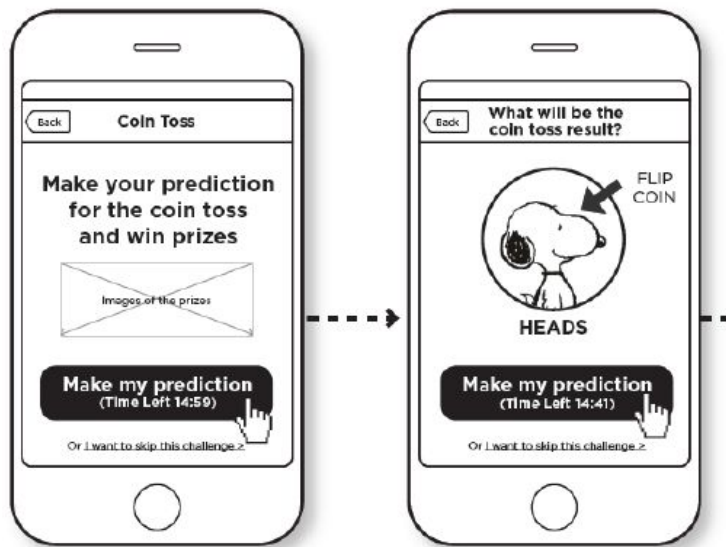 Back
Coin Toss
Make your prediction
for the coin toss
and win prizes
Images of the prizes
Make my prediction
(Time Left 14:59)
Or I want to skip this challenge >
Back
What will be the
coin toss result?
FLIP
COIN
HEADS
Make my prediction
(Time Left 14:41)
Or I want to skip this challenge >